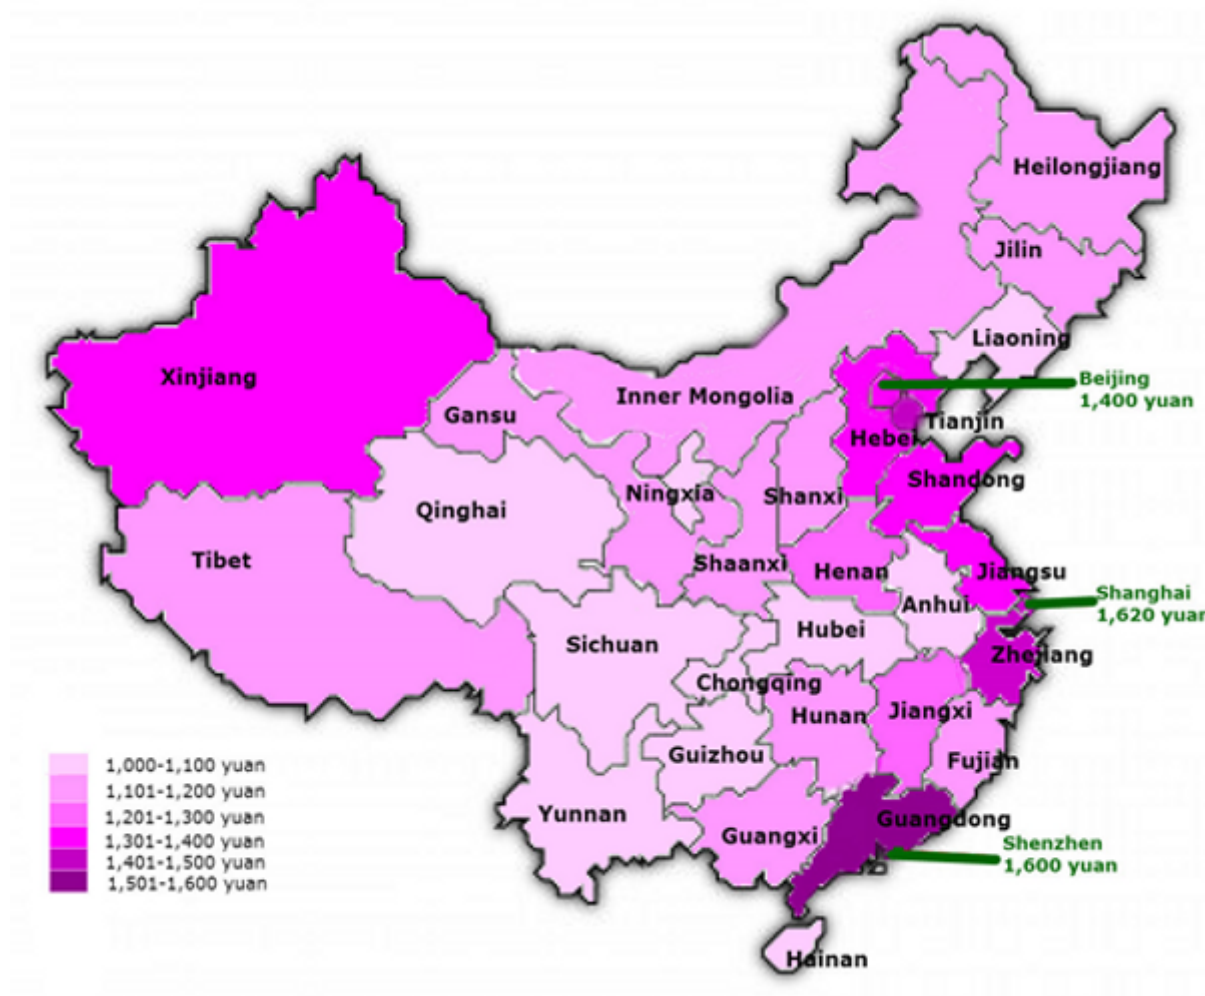 Heilongjiang
Jilin
Liaoning
Xinjiang
Beijing
1,400 yuan
Inner Mongolia
Gansu
Tianjin
Hebei
Shandong
Ningxia
Shanxi
Qinghai
Tibet
Shaanxi
Henan
Jiangsu
Shanghai
1,620 yuan
Anhui
Hubei
Sichuan
Zhejiang
Chongqing
Hunan
Jiangxi
Guizhou
Fujian
1,000-1,100 yuan
1,101-1,200 yuan
1,201-1,300 yuan
1,301-1,400 yuan
1,401-1,500 yuan
1,501-1,600 yuan
Yunnan
Guangxi
Guangdong
Shenzhen
1,600 yuan
Hainan